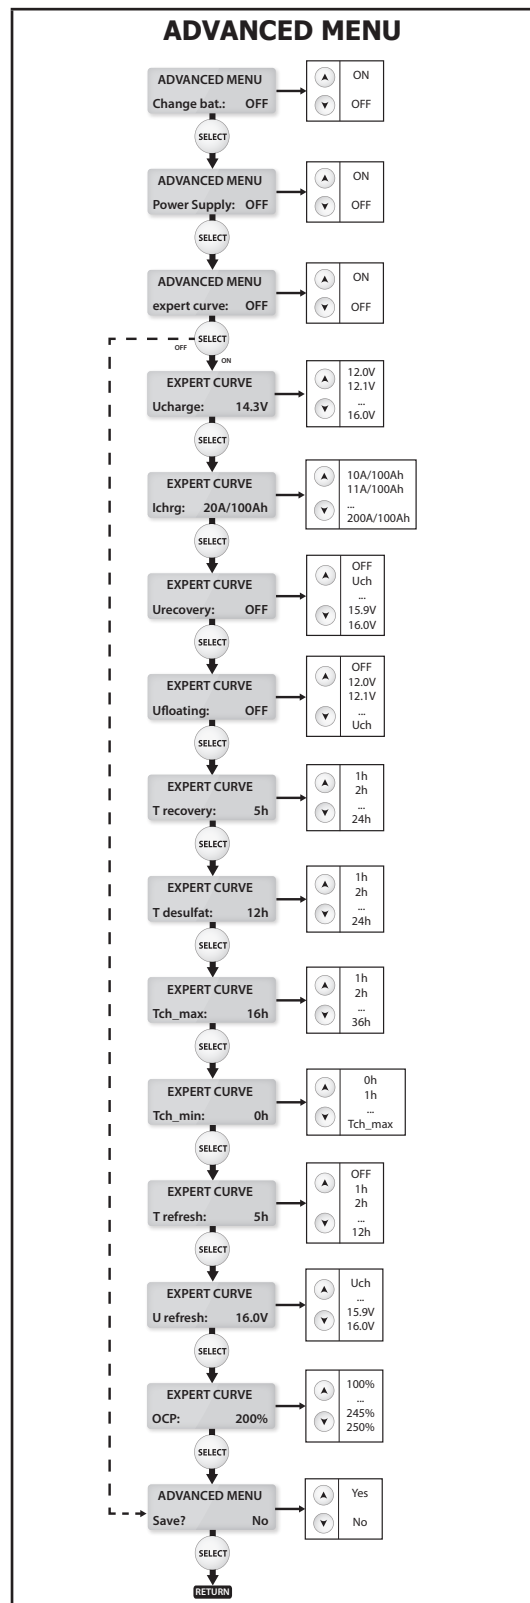 ADVANCED MENU
ADVANCED MENU
Change bat.: OFF
ON
OFF
SELECT
ADVANCED MENU
Power Supply: OFF
ON
OFF
SELECT
ADVANCED MENU
expert curve: OFF
ON
OFF
SELECT
OFF
ON
EXPERT CURVE
Ucharge: 14.3V
12.0V
12.1V
...
16.0V
SELECT
EXPERT CURVE
Ichrg: 20A/100Ah
10A/100Ah
11A/100Ah
...
200A/100Ah
SELECT
EXPERT CURVE
Urecovery: OFF
OFF
Uch
...
15.9V
16.0V
SELECT
EXPERT CURVE
Ufloating: OFF
OFF
12.0V
12.1V
...
Uch
SELECT
EXPERT CURVE
T recovery: 5h
1h
2h
...
24h
SELECT
EXPERT CURVE
T desulfat: 12h
1h
2h
...
24h
SELECT
EXPERT CURVE
Tch_max: 16h
1h
2h
...
36h
SELECT
EXPERT CURVE
Tch_min: 0h
0h
1h
...
Tch_max
SELECT
EXPERT CURVE
T refresh: 5h
OFF
1h
2h
...
12h
SELECT
EXPERT CURVE
U refresh: 16.0V
Uch
...
15.9V
16.0V
SELECT
EXPERT CURVE
OCP: 200%
100%
...
245%
250%
SELECT
ADVANCED MENU
Save? No
Yes
No
SELECT
RETURN